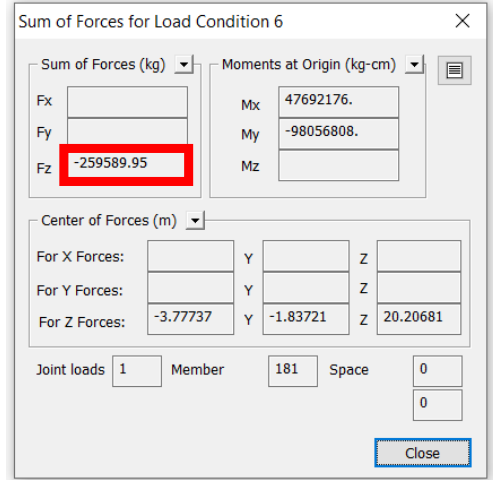 Sum of Forces for Load Condition 6
Sum of Forces (kg)
Fx
Fy
Fz -259589.95
Moments at Origin (kg-cm)
Mx 47692176.
My -98056808.
Mz
Center of Forces (m)
For X Forces: Y Z
For Y Forces: Y Z
For Z Forces: -3.77737 Y -1.83721 Z 20.20681
Joint loads 1 Member 181 Space 0
0
Close